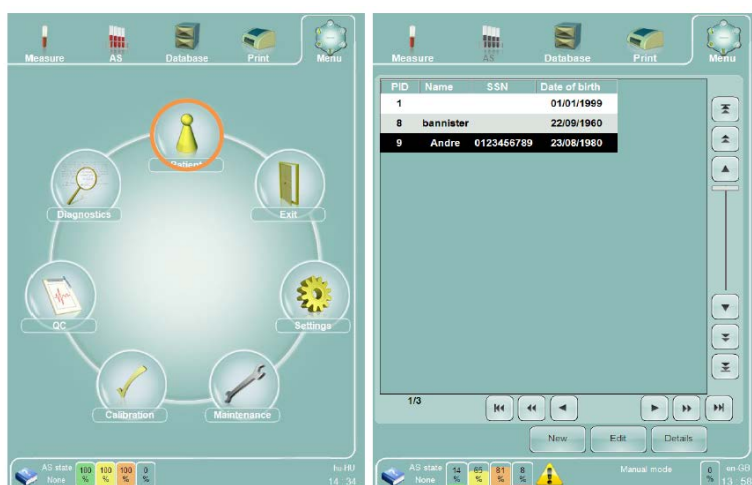 Measure AS Database Print Menu
Patient
Diagnostics Exit
QC Settings
Calibration Maintenance
AS state 100 100 100 0 hu-HU
None % % % % 14 34
Measure AS Database Print Menu
PID Name SSN Date of birth
1 01/01/1999
8 bannister 22/09/1960
9 Andre 0123456789 23/08/1980
1/3
New Edit Details
AS state 14 65 81 8 Manual mode 0 en-GB
None % % % % % 13 56